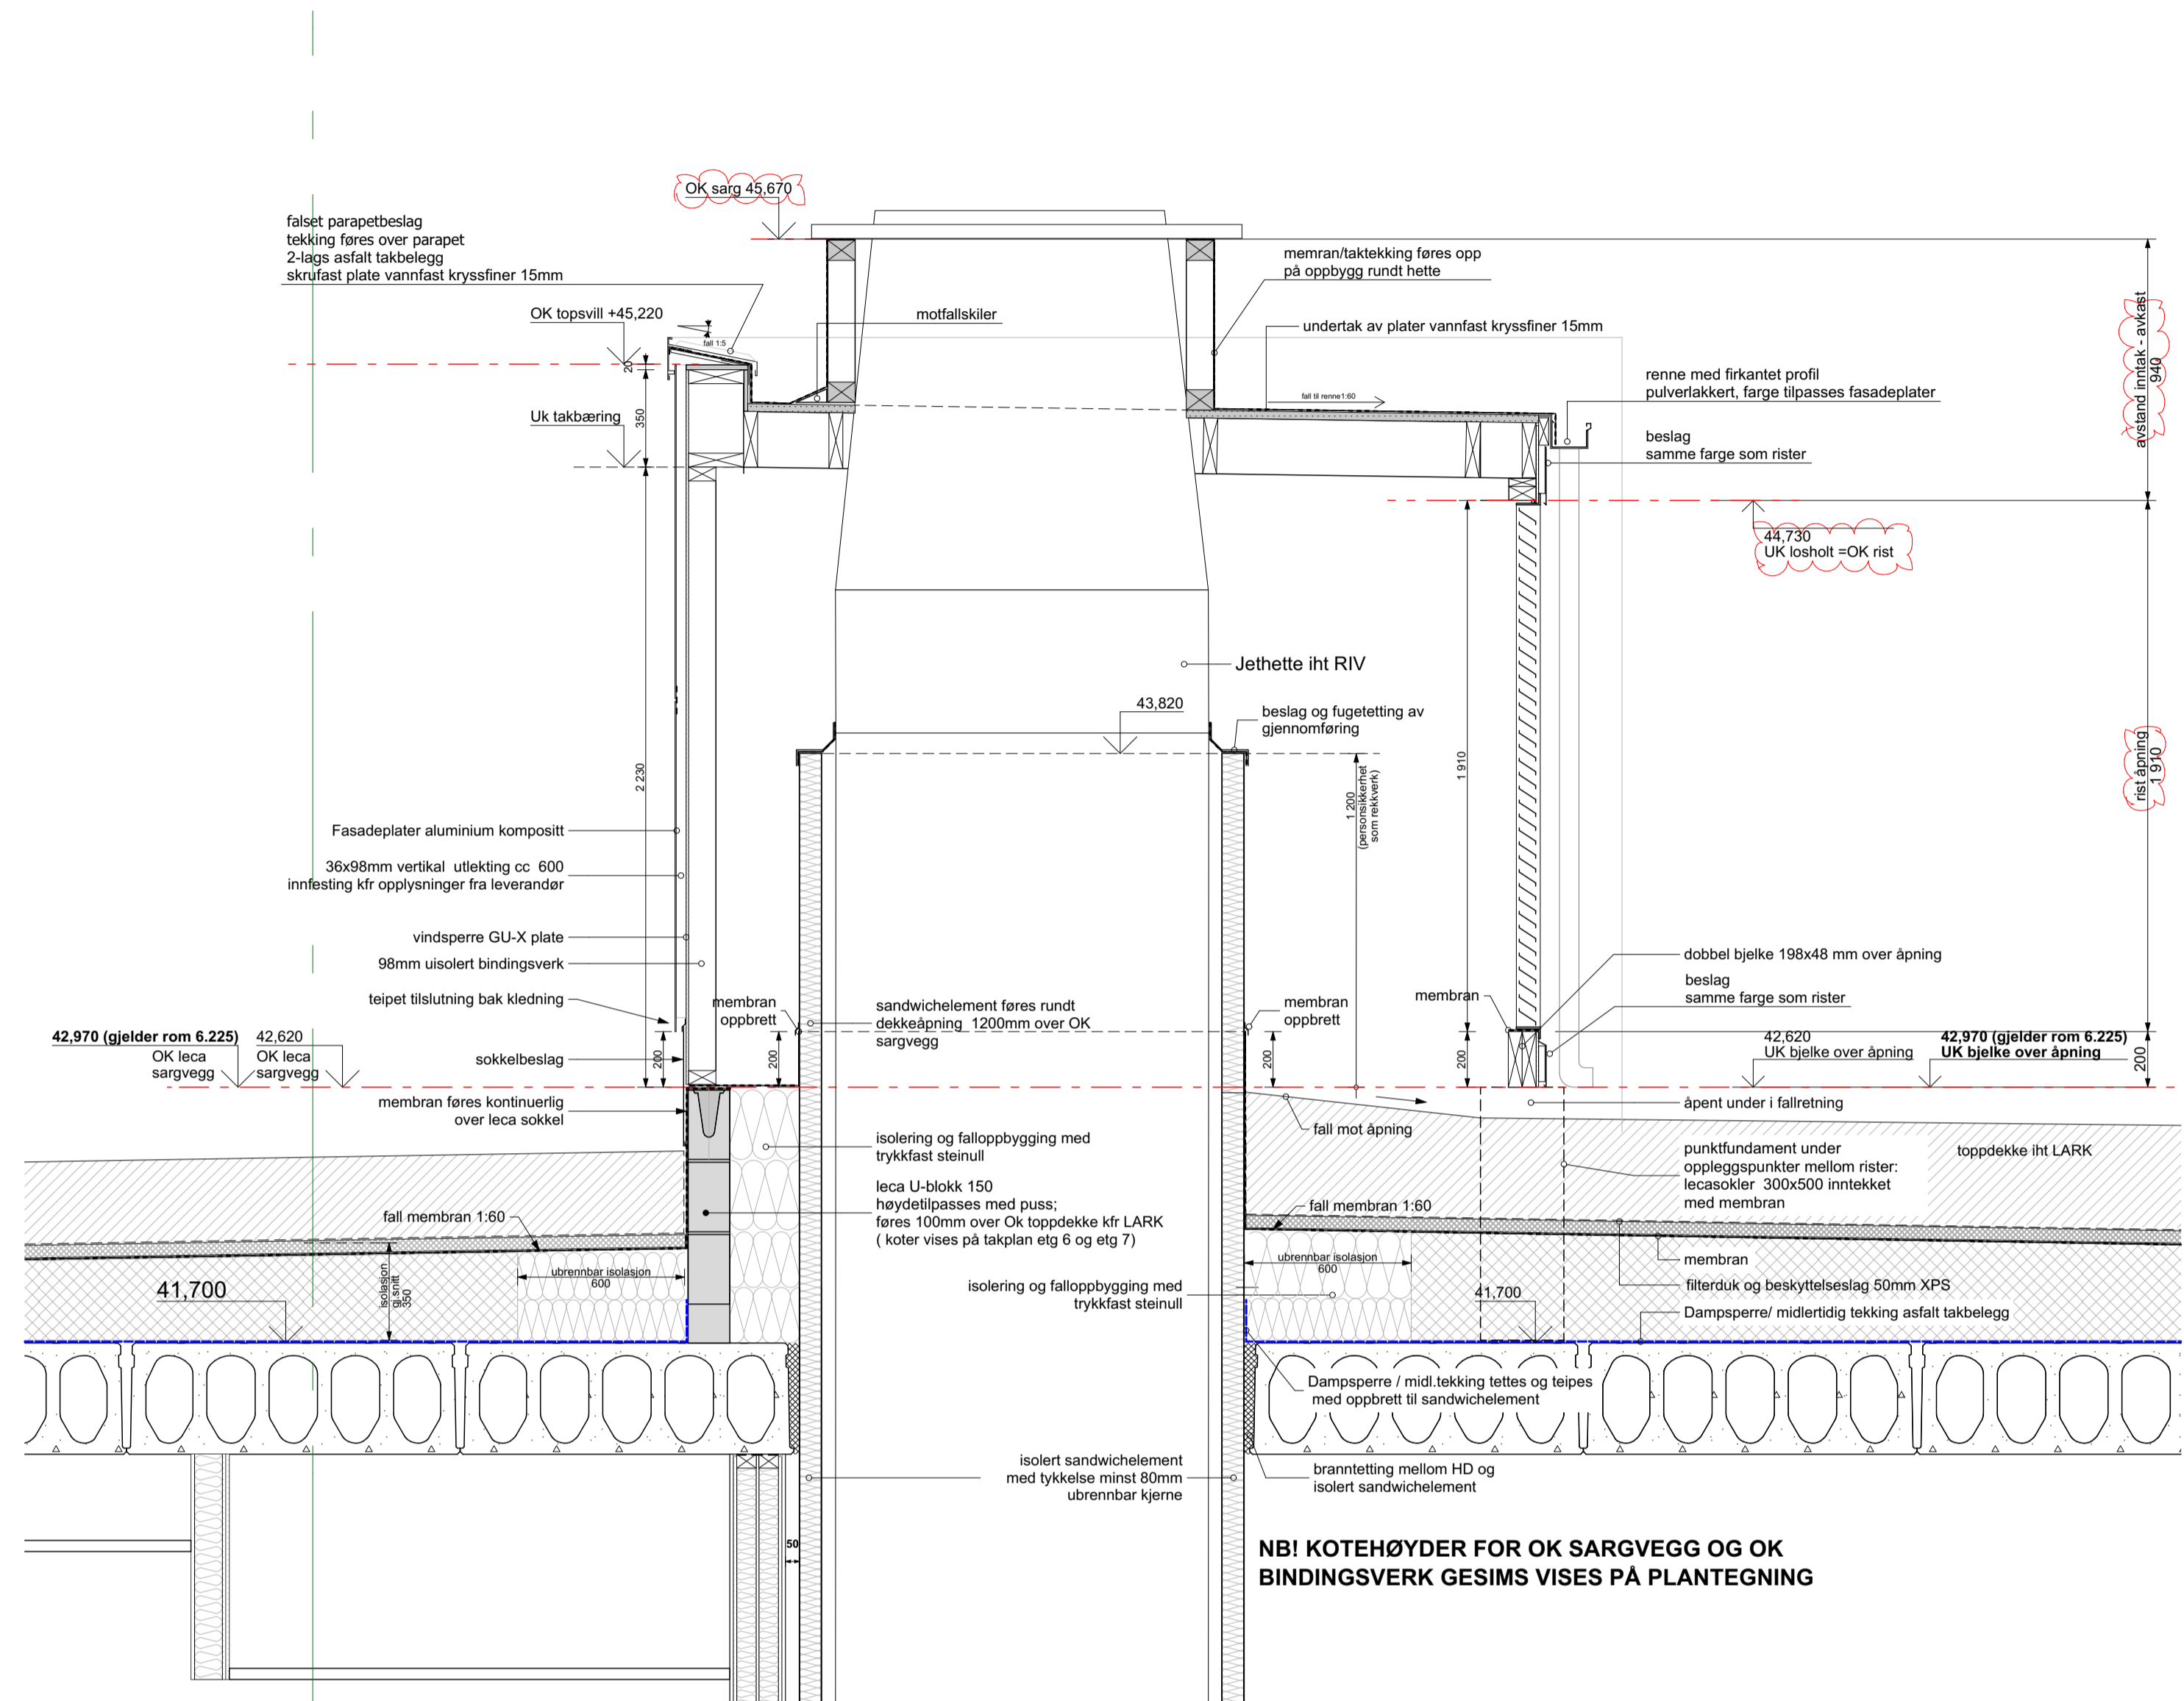 OK sarg 45,670
falset parapetbeslag
tekking føres over parapet
2-lags asfalt takbelegg
skrufast plate vannfast kryssfiner 15mm
OK topsvill +45,220
fall 1:5
motfallskiler
memran/taktekking føres opp
på oppbygg rundt hette
undertak av plater vannfast kryssfiner 15mm
fall til renne1:60
renne med firkantet profil
pulverlakkert, farge tilpasses fasadeplater
beslag
samme farge som rister
avstand inntak - avkast
940
20
350
Uk takbæring
44,730
UK losholt =OK rist
Jethette iht RIV
43,820
beslag og fugetetting av
gjennomføring
2 230
1 200
(personsikkerhet
som rekkverk)
1 910
rist åpning
1 910
Fasadeplater aluminium kompositt
36x98mm vertikal utlekting cc 600
innfesting kfr opplysninger fra leverandør
vindsperre GU-X plate
98mm uisolert bindingsverk
teipet tilslutning bak kledning
membran
oppbrett
sandwichelement føres rundt
dekkeåpning 1200mm over OK
sargvegg
membran
oppbrett
membran
dobbel bjelke 198x48 mm over åpning
beslag
samme farge som rister
42,970 (gjelder rom 6.225)
OK leca
sargvegg
42,620
OK leca
sargvegg
sokkelbeslag
200
200
200
200
42,620
UK bjelke over åpning
42,970 (gjelder rom 6.225)
UK bjelke over åpning
200
membran føres kontinuerlig
over leca sokkel
åpent under i fallretning
fall mot åpning
isolering og falloppbygging med
trykkfast steinull
punktfundament under
oppleggspunkter mellom rister:
lecasokler 300x500 inntekket
med membran
toppdekke iht LARK
leca U-blokk 150
høydetilpasses med puss;
føres 100mm over Ok toppdekke kfr LARK
( koter vises på takplan etg 6 og etg 7)
fall membran 1:60
fall membran 1:60
membran
isolasjon
gj.snitt
350
ubrennbar isolasjon
600
ubrennbar isolasjon
600
isolering og falloppbygging med
trykkfast steinull
filterduk og beskyttelseslag 50mm XPS
41,700
41,700
Dampsperre/ midlertidig tekking asfalt takbelegg
Dampsperre / midl.tekking tettes og teipes
med oppbrett til sandwichelement
isolert sandwichelement
med tykkelse minst 80mm
ubrennbar kjerne
branntetting mellom HD og
isolert sandwichelement
50
NB! KOTEHØYDER FOR OK SARGVEGG OG OK
BINDINGSVERK GESIMS VISES PÅ PLANTEGNING